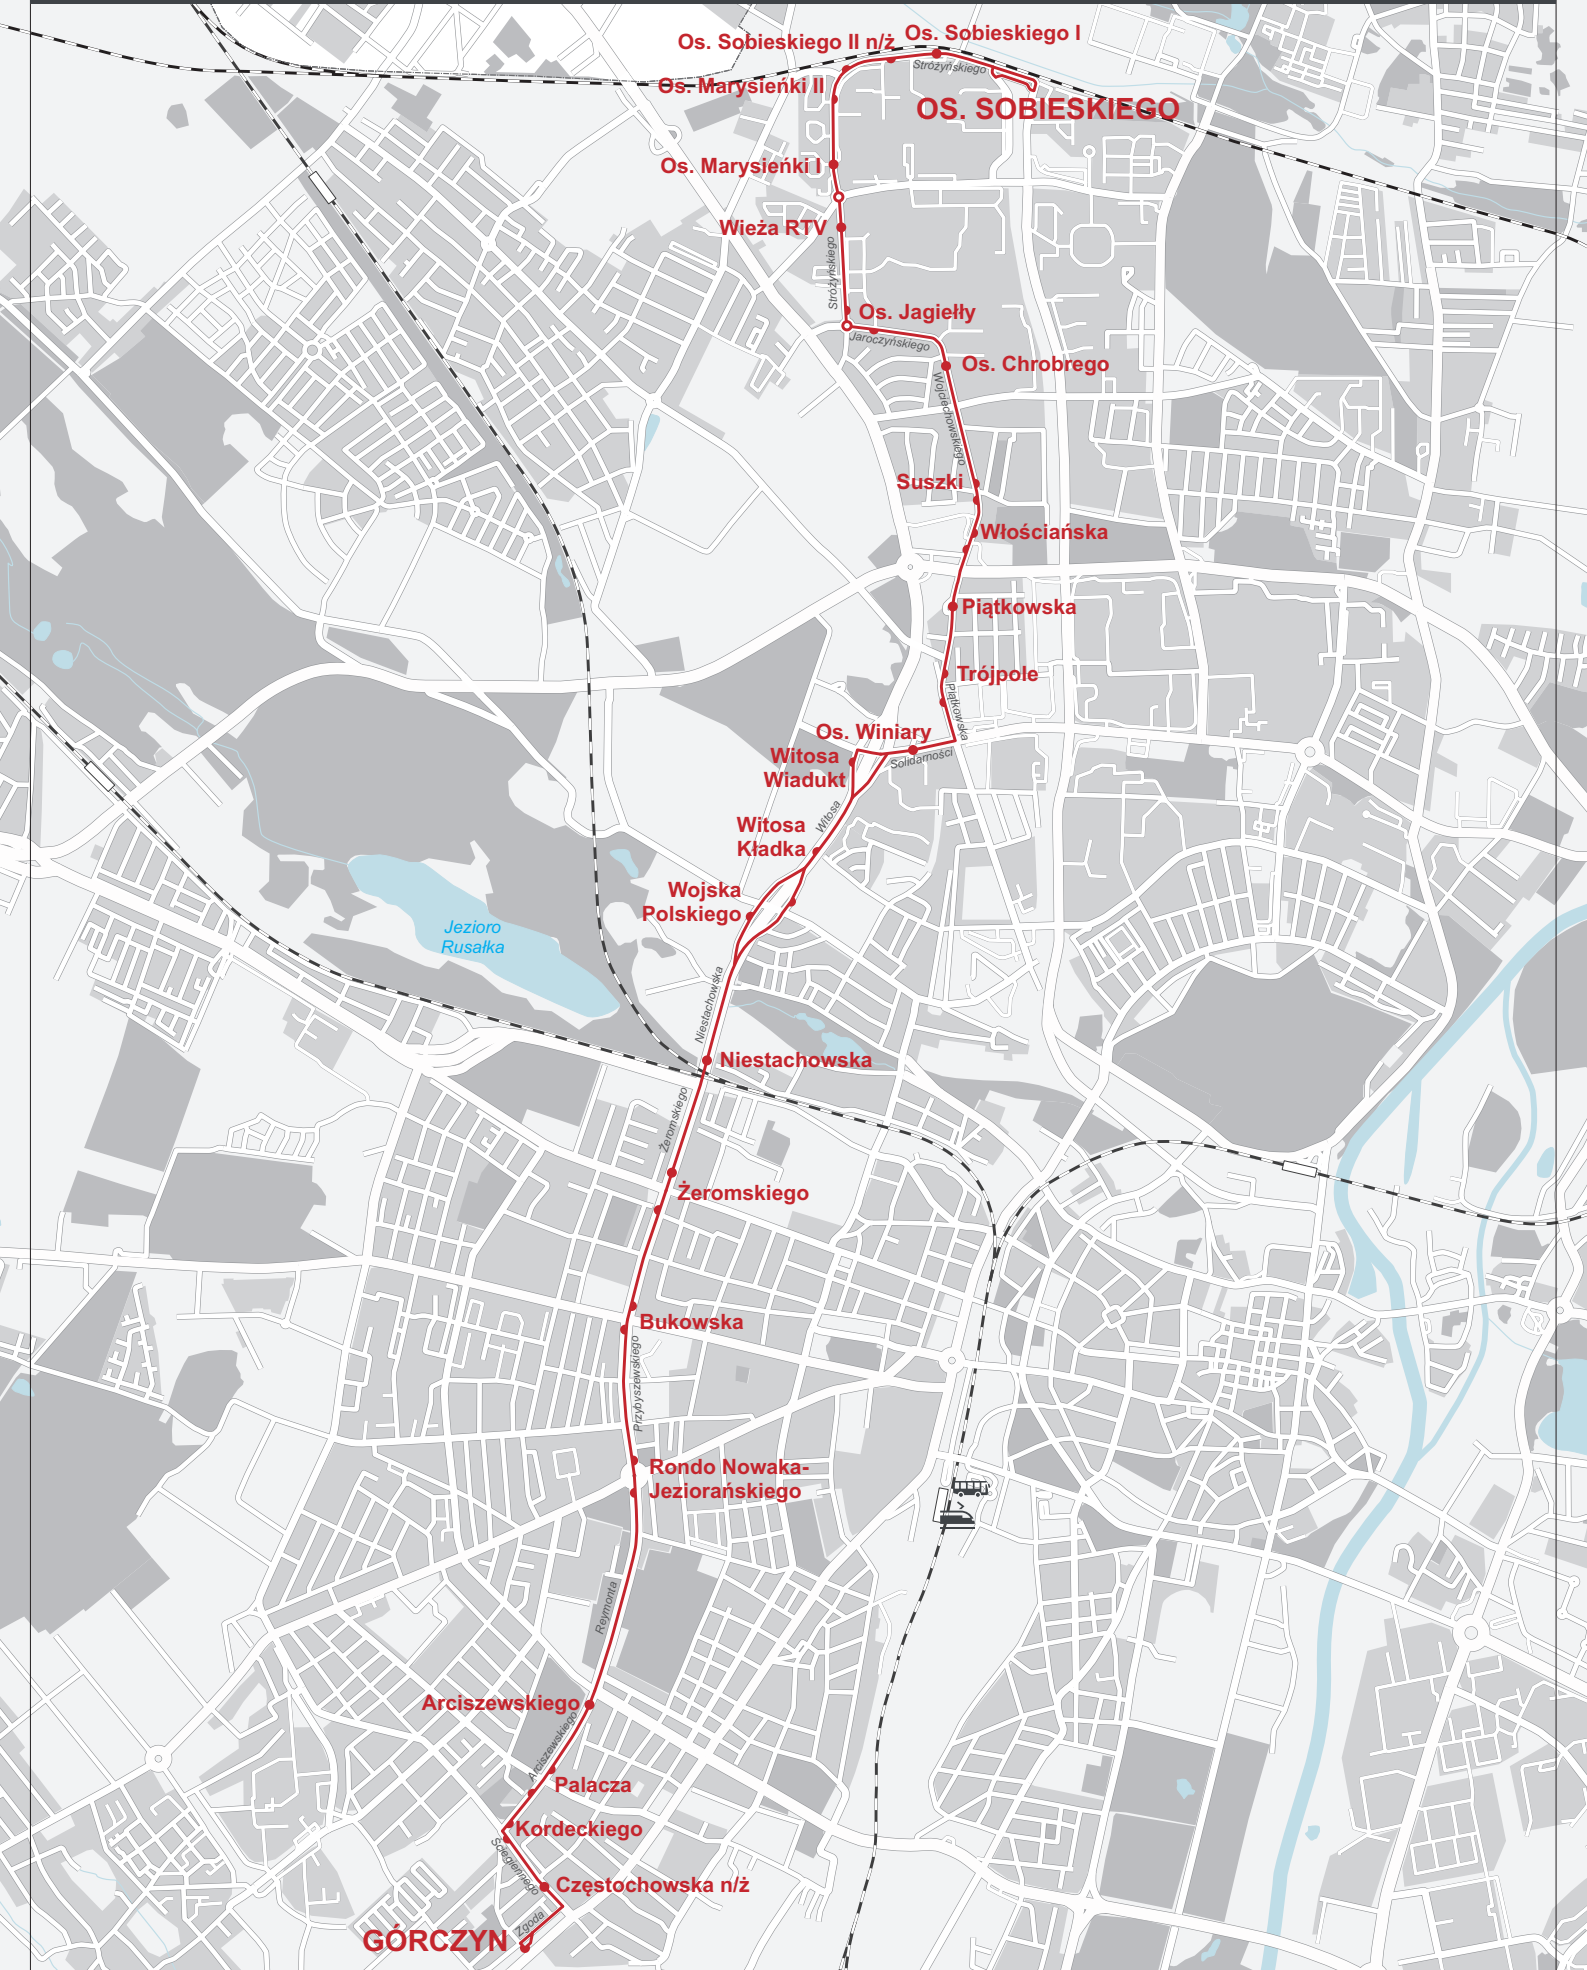 Os. Sobieskiego I
Os. Sobieskiego II n/ż
Stróżyńskiego
Os. Marysieńki II
OS. SOBIESKIEGO
Os. Marysieńki I
Wieża RTV
Stróżyńskiego
Os. Jagiełły
Jaroczyńskiego
Os. Chrobrego
Wojciechowskiego
Suszki
Włościańska
Piątkowska
Trójpole
Piątkowska
Os. Winiary
Solidarności
Witosa
Wiadukt
Witosa
Witosa
Kładka
Wojska
Polskiego
Jezioro
Rusałka
Niestachowska
Niestachowska
Żeromskiego
Żeromskiego
Bukowska
Przybyszewskiego
Rondo Nowaka-
Jeziorańskiego
Reymonta
Arciszewskiego
Arciszewskiego
Palacza
Kordeckiego
Ściegiennego
Częstochowska n/ż
Zgoda
GÓRCZYN